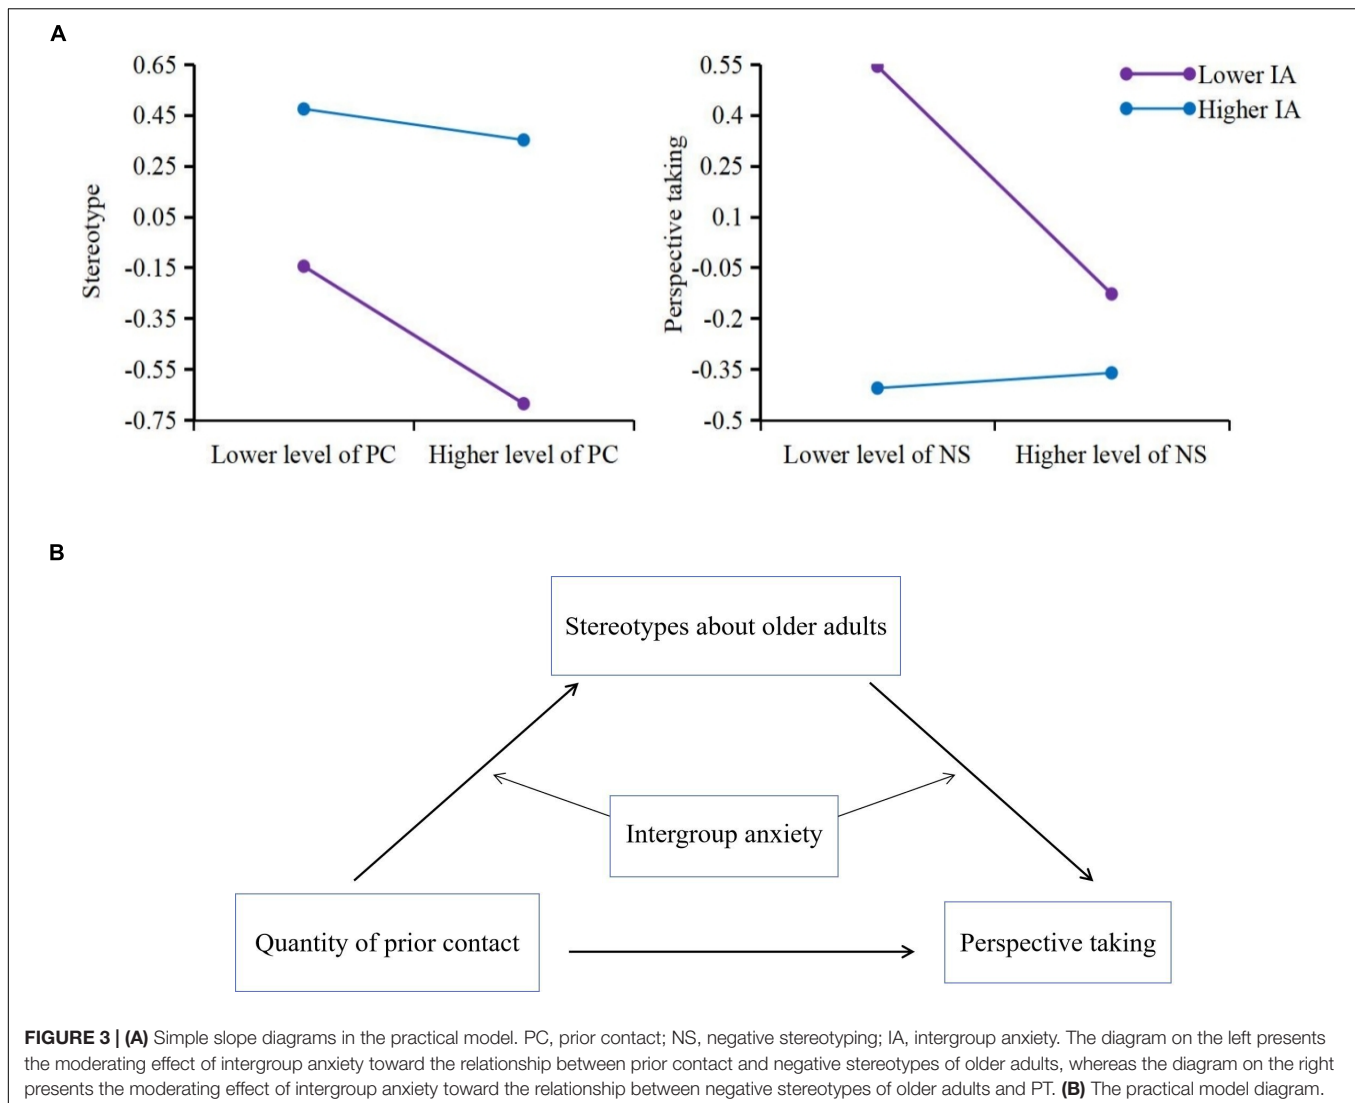 A
0.65
0.45
0.25
0.05
-0.15
-0.35
-0.55
-0.75
Stereotype
Lower level of PC
Higher level of PC
0.55
0.4
0.25
0.1
-0.05
-0.2
-0.35
-0.5
Perspective taking
Lower level of NS
Higher level of NS
Lower IA
Higher IA
B
Stereotypes about older adults
Intergroup anxiety
Quantity of prior contact
Perspective taking
FIGURE 3 | (A) Simple slope diagrams in the practical model. PC, prior contact; NS, negative stereotyping; IA, intergroup anxiety. The diagram on the left presents
the moderating effect of intergroup anxiety toward the relationship between prior contact and negative stereotypes of older adults, whereas the diagram on the right
presents the moderating effect of intergroup anxiety toward the relationship between negative stereotypes of older adults and PT. (B) The practical model diagram.